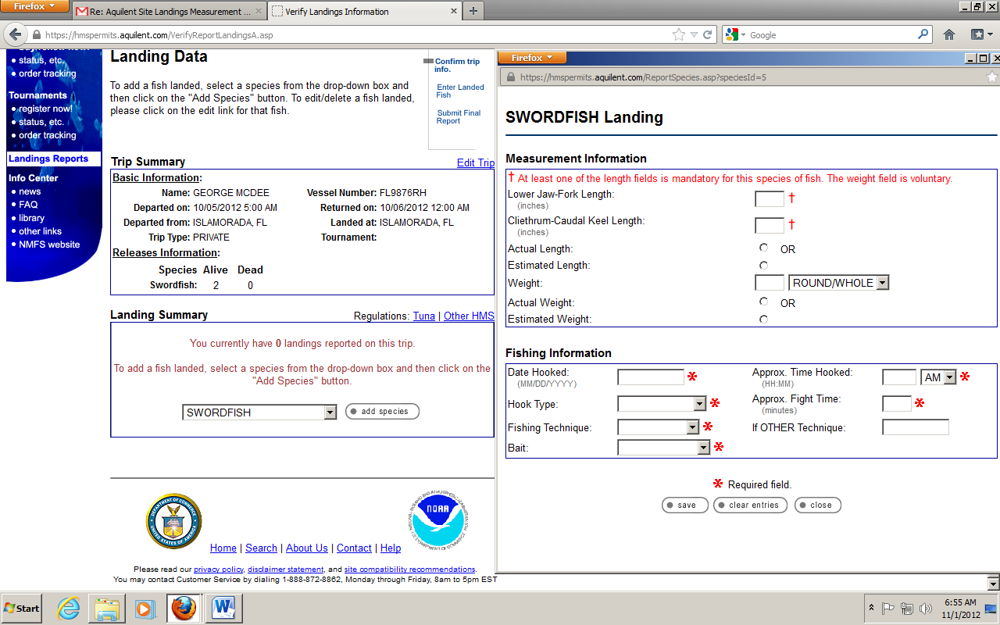 Firefox
Re: Aquilent Site Landings Measurement ...
Verify Landings Information
https://hmspermits.aquilent.com/VerifyReportLandingsA.asp
Google
status, etc.
order tracking
Tournaments
register now!
status, etc.
order tracking
Landings Reports
Info Center
news
FAQ
library
other links
NMFS website
Landing Data
To add a fish landed, select a species from the drop-down box and
then click on the "Add Species" button. To edit/delete a fish landed,
please click on the edit link for that fish.
Confirm trip
info.
Enter Landed
Fish
Submit Final
Report
Trip Summary Edit Trip
Basic Information:
Name: GEORGE MCDEE Vessel Number: FL9876RH
Departed on: 10/05/2012 5:00 AM Returned on: 10/06/2012 12:00 AM
Departed from: ISLAMORADA, FL Landed at: ISLAMORADA, FL
Trip Type: PRIVATE Tournament:
Releases Information:
Species Alive Dead
Swordfish: 2 0
Landing Summary Regulations: Tuna | Other HMS
You currently have 0 landings reported on this trip.
To add a fish landed, select a species from the drop-down box and then click on the
"Add Species" button.
SWORDFISH add species
NOAA
Home | Search | About Us | Contact | Help
Please read our privacy policy, disclaimer statement, and site compatibility recommendations.
You may contact Customer Service by dialing 1-888-872-8862, Monday through Friday, 8am to 5pm EST
Firefox
https://hmspermits.aquilent.com/ReportSpecies.asp?speciesId=5
SWORDFISH Landing
Measurement Information
† At least one of the length fields is mandatory for this species of fish. The weight field is voluntary.
Lower Jaw-Fork Length: †
(inches)
Cliethrum-Caudal Keel Length: †
(inches)
Actual Length: OR
Estimated Length:
Weight: ROUND/WHOLE
Actual Weight: OR
Estimated Weight:
Fishing Information
Date Hooked: * Approx. Time Hooked: AM *
(MM/DD/YYYY) (HH:MM)
Hook Type: * Approx. Fight Time: *
(minutes)
Fishing Technique: * If OTHER Technique:
Bait: *
* Required field.
save clear entries close
Start
6:55 AM
11/1/2012